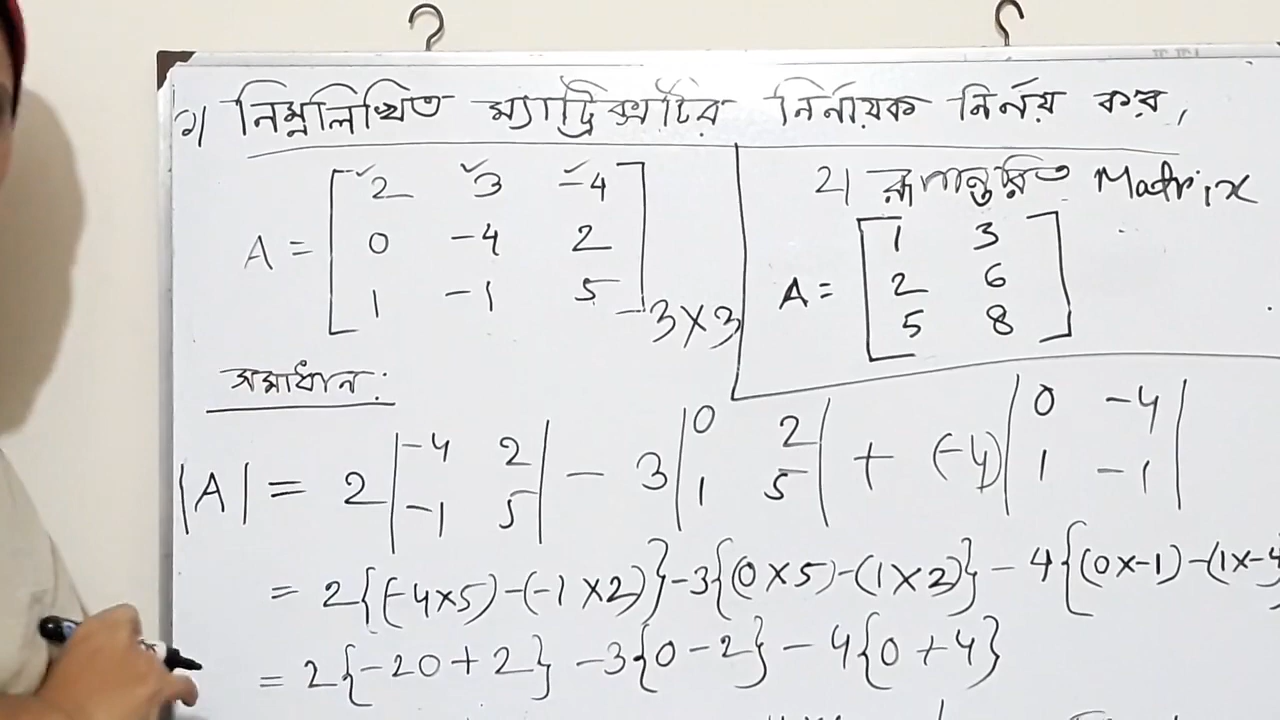 ১। নিম্নলিখিত ম্যাট্রিক্সটির নির্নায়ক নির্নয় কর,
A = [ 2 3 -4
0 -4 2
1 -1 5 ] 3×3
2। রূপান্তরিত Matrix
A = [ 1 3
2 6
5 8 ]
সমাধান:
|A| = 2 | -4 2 | - 3 | 0 2 | + (-4) | 0 -4 |
| -1 5 | | 1 5 | | 1 -1 |
= 2{(-4×5)-(-1×2)}-3{(0×5)-(1×2)}-4{(0×-1)-(1×-4
= 2{-20+2} -3{0-2} -4{0+4}